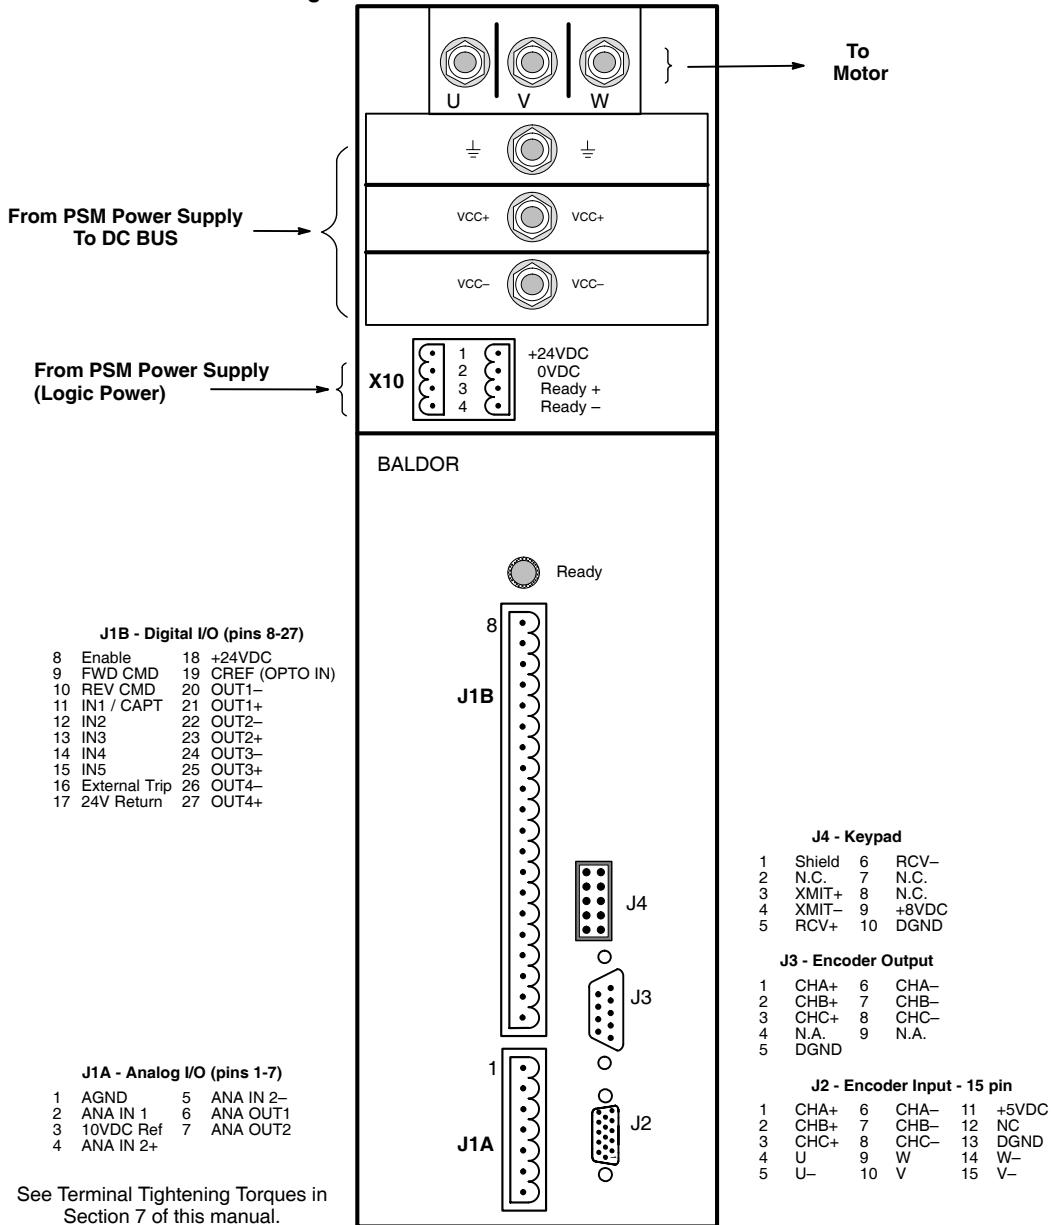 U V W
To
Motor
⏚ ⏚
VCC+ VCC+
VCC– VCC–
From PSM Power Supply
To DC BUS
From PSM Power Supply
(Logic Power)
X10
1 +24VDC
2 0VDC
3 Ready +
4 Ready –
BALDOR
Ready
8
J1B
J1B - Digital I/O (pins 8-27)
8 Enable 18 +24VDC
9 FWD CMD 19 CREF (OPTO IN)
10 REV CMD 20 OUT1–
11 IN1 / CAPT 21 OUT1+
12 IN2 22 OUT2–
13 IN3 23 OUT2+
14 IN4 24 OUT3–
15 IN5 25 OUT3+
16 External Trip 26 OUT4–
17 24V Return 27 OUT4+
J4
J3
1
J1A
J2
J4 - Keypad
1 Shield 6 RCV–
2 N.C. 7 N.C.
3 XMIT+ 8 N.C.
4 XMIT– 9 +8VDC
5 RCV+ 10 DGND
J3 - Encoder Output
1 CHA+ 6 CHA–
2 CHB+ 7 CHB–
3 CHC+ 8 CHC–
4 N.A. 9 N.A.
5 DGND
J1A - Analog I/O (pins 1-7)
1 AGND 5 ANA IN 2–
2 ANA IN 1 6 ANA OUT1
3 10VDC Ref 7 ANA OUT2
4 ANA IN 2+
J2 - Encoder Input - 15 pin
1 CHA+ 6 CHA– 11 +5VDC
2 CHB+ 7 CHB– 12 NC
3 CHC+ 8 CHC– 13 DGND
4 U 9 W 14 W–
5 U– 10 V 15 V–
See Terminal Tightening Torques in
Section 7 of this manual.